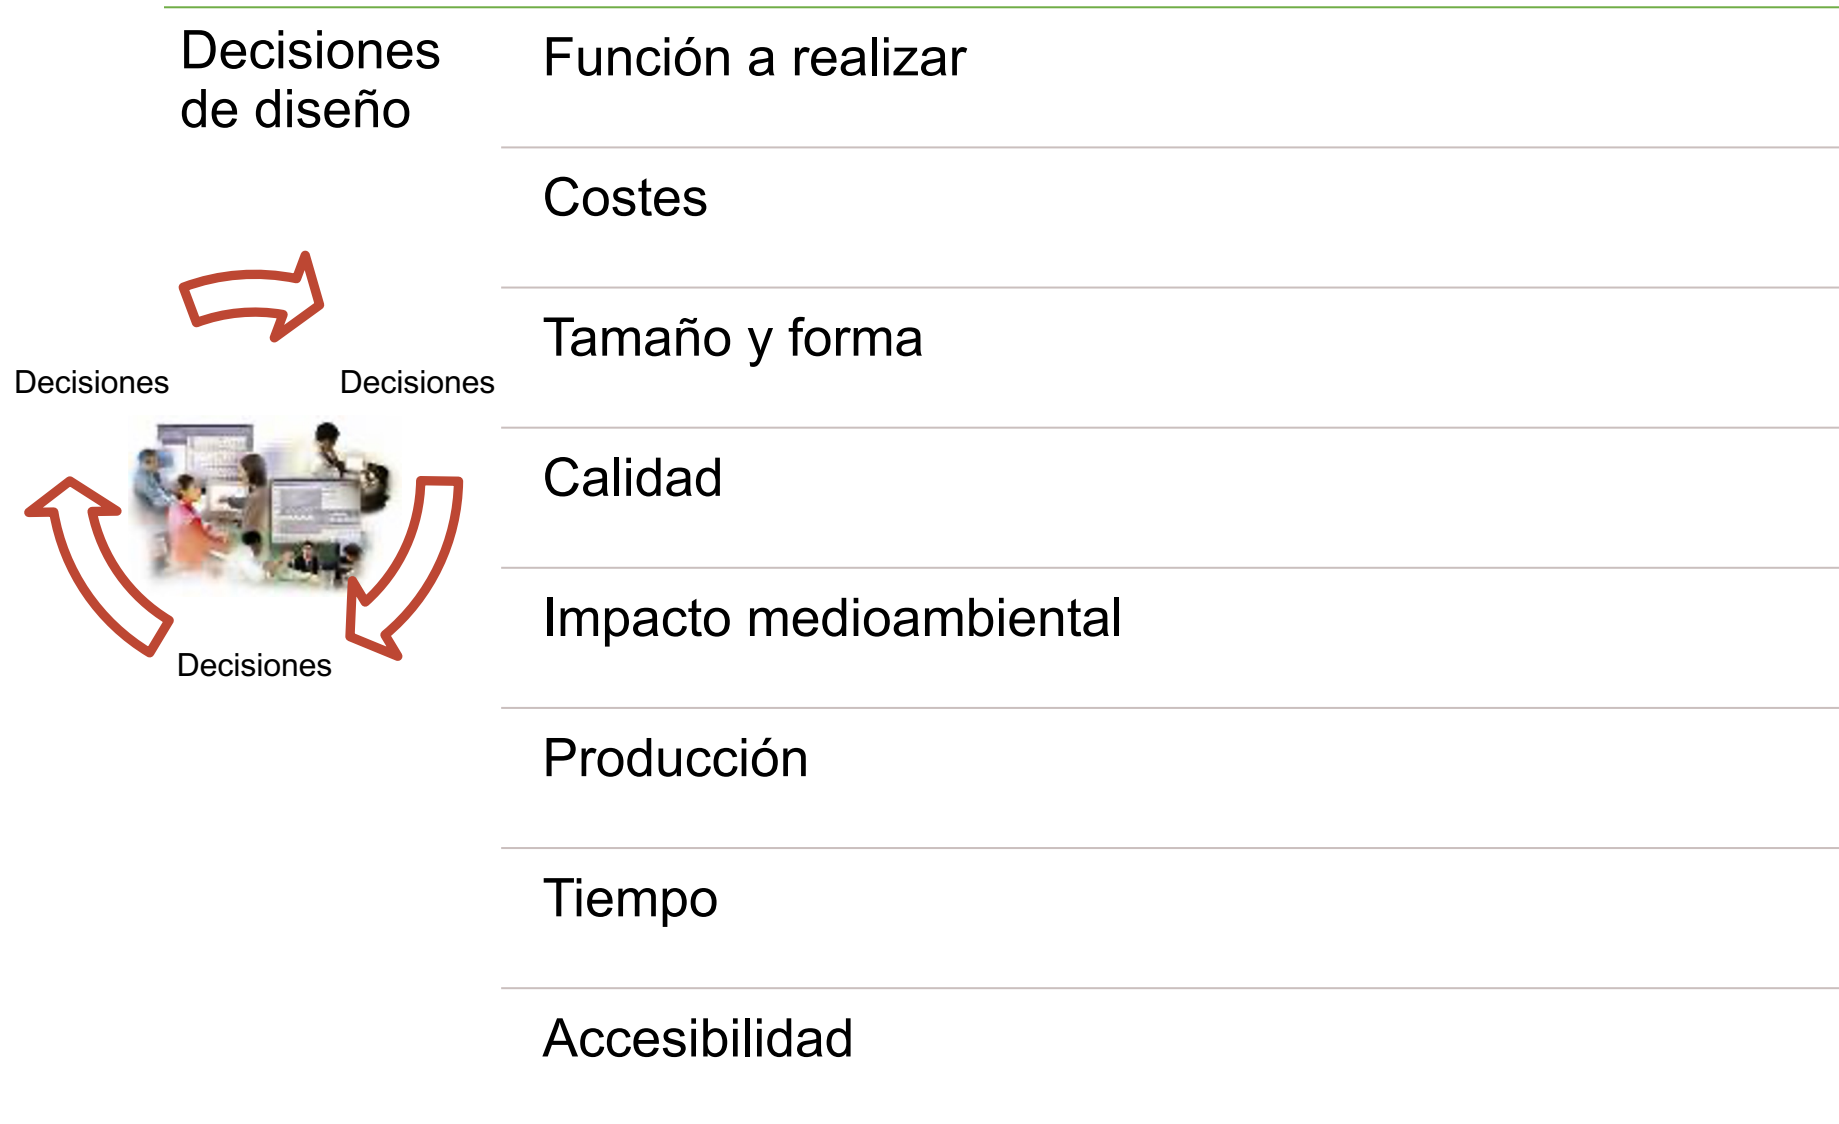 Decisiones
de diseño
Función a realizar
Costes
Tamaño y forma
Calidad
Impacto medioambiental
Producción
Tiempo
Accesibilidad
Decisiones
Decisiones
Decisiones